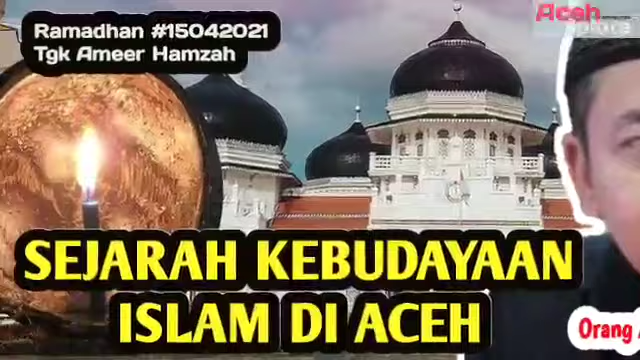 Ramadhan #15042021
Tgk Ameer Hamzah
Aceh
SEJARAH KEBUDAYAAN
ISLAM DI ACEH
Orang